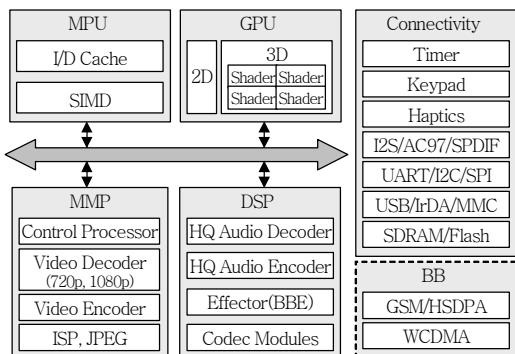 MPU
I/D Cache
SIMD
GPU
2D
3D
Shader Shader
Shader Shader
Connectivity
Timer
Keypad
Haptics
I2S/AC97/SPDIF
UART/I2C/SPI
USB/IrDA/MMC
SDRAM/Flash
MMP
Control Processor
Video Decoder
(720p, 1080p)
Video Encoder
ISP, JPEG
DSP
HQ Audio Decoder
HQ Audio Encoder
Effector(BBE)
Codec Modules
BB
GSM/HSDPA
WCDMA